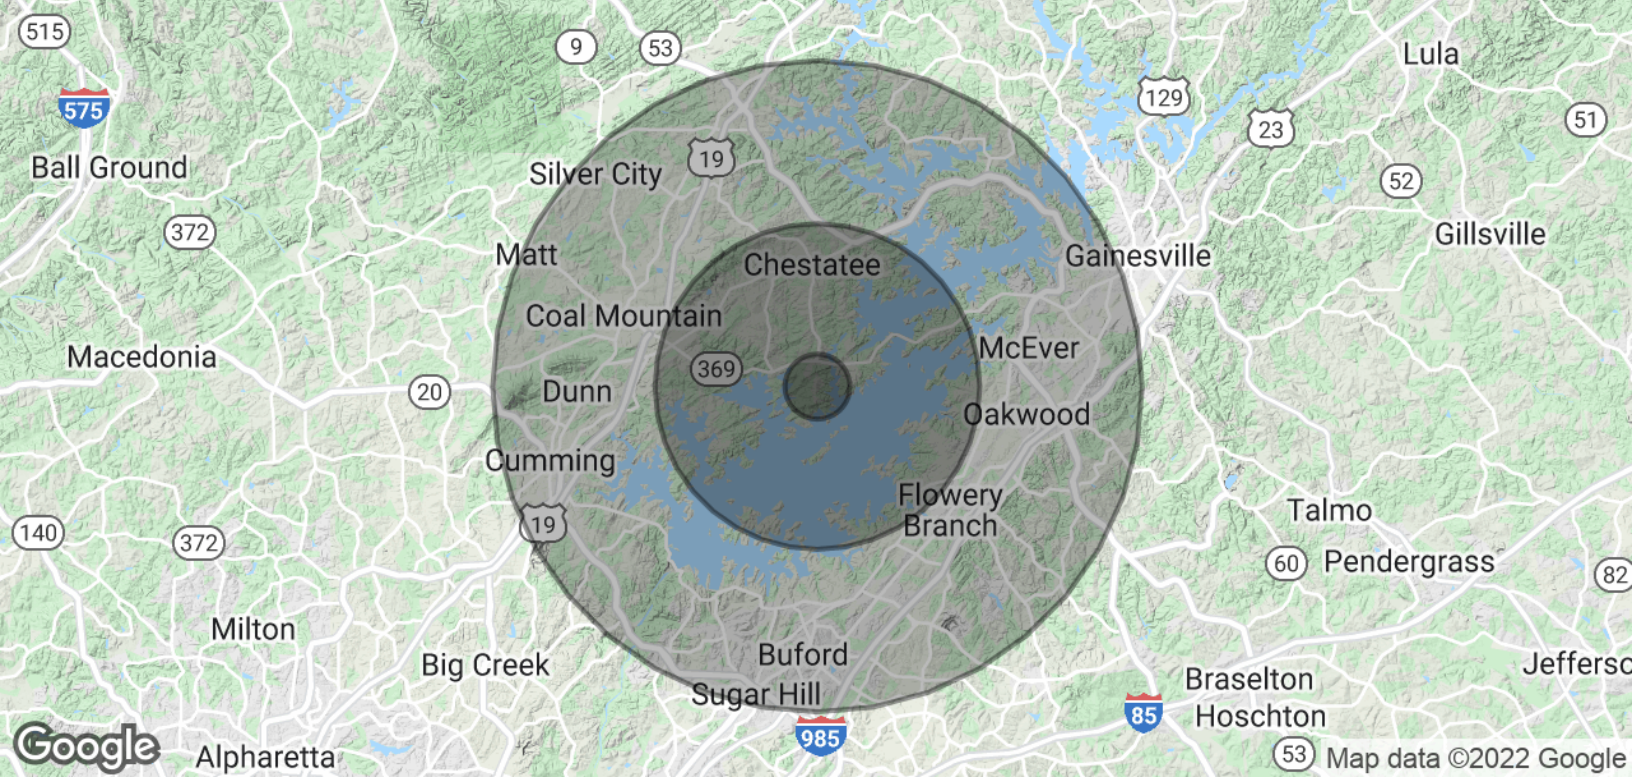 515
9
53
Lula
129
575
23
51
Ball Ground
19
Silver City
52
372
Gillsville
Matt
Chestatee
Gainesville
Coal Mountain
McEver
Macedonia
369
20
Dunn
Oakwood
Cumming
Flowery
Branch
19
140
372
Talmo
60
Pendergrass
82
Milton
Buford
Big Creek
Jeffersc
Sugar Hill
Braselton
85
Hoschton
985
Google
Alpharetta
53
Map data ©2022 Google